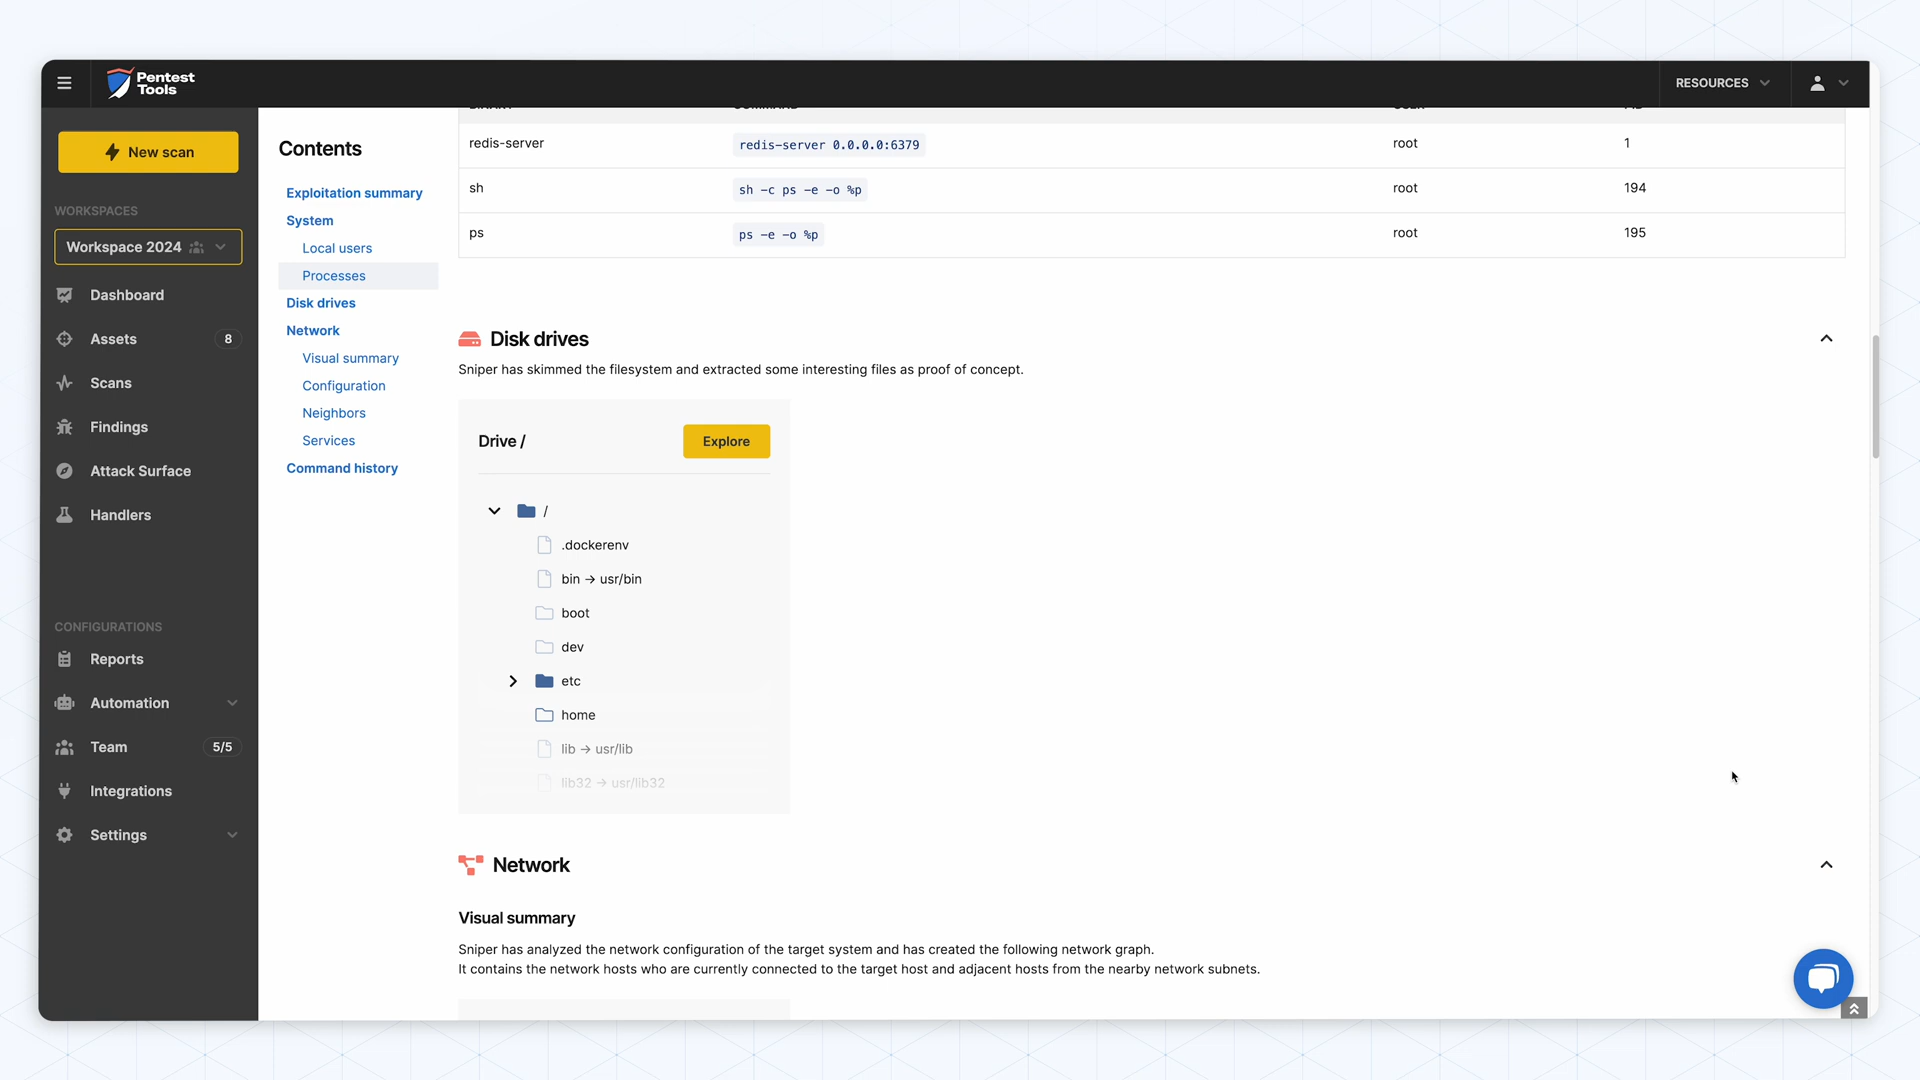 Pentest
Tools
RESOURCES
New scan
WORKSPACES
Workspace 2024
Dashboard
Assets 8
Scans
Findings
Attack Surface
Handlers
CONFIGURATIONS
Reports
Automation
Team 5/5
Integrations
Settings
Contents
Exploitation summary
System
Local users
Processes
Disk drives
Network
Visual summary
Configuration
Neighbors
Services
Command history
redis-server redis-server 0.0.0.0:6379 root 1
sh sh -c ps -e -o %p root 194
ps ps -e -o %p root 195
Disk drives
Sniper has skimmed the filesystem and extracted some interesting files as proof of concept.
Drive /
Explore
/
.dockerenv
bin → usr/bin
boot
dev
etc
home
lib → usr/lib
lib32 → usr/lib32
Network
Visual summary
Sniper has analyzed the network configuration of the target system and has created the following network graph.
It contains the network hosts who are currently connected to the target host and adjacent hosts from the nearby network subnets.